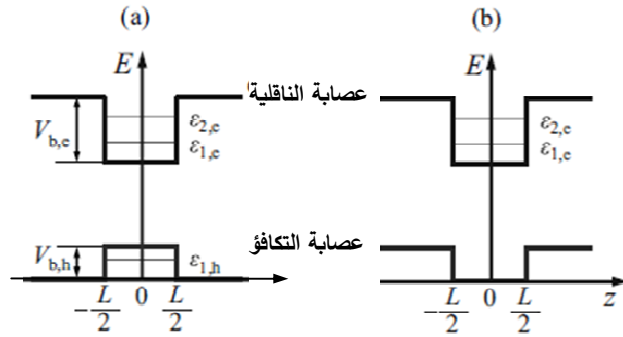 (a) (b)
E E
عصابة الناقلية
V_b,e ε_2,e ε_2,e
ε_1,e ε_1,e
عصابة التكافؤ
V_b,h ε_1,h
-L/2 0 L/2 -L/2 0 L/2 z